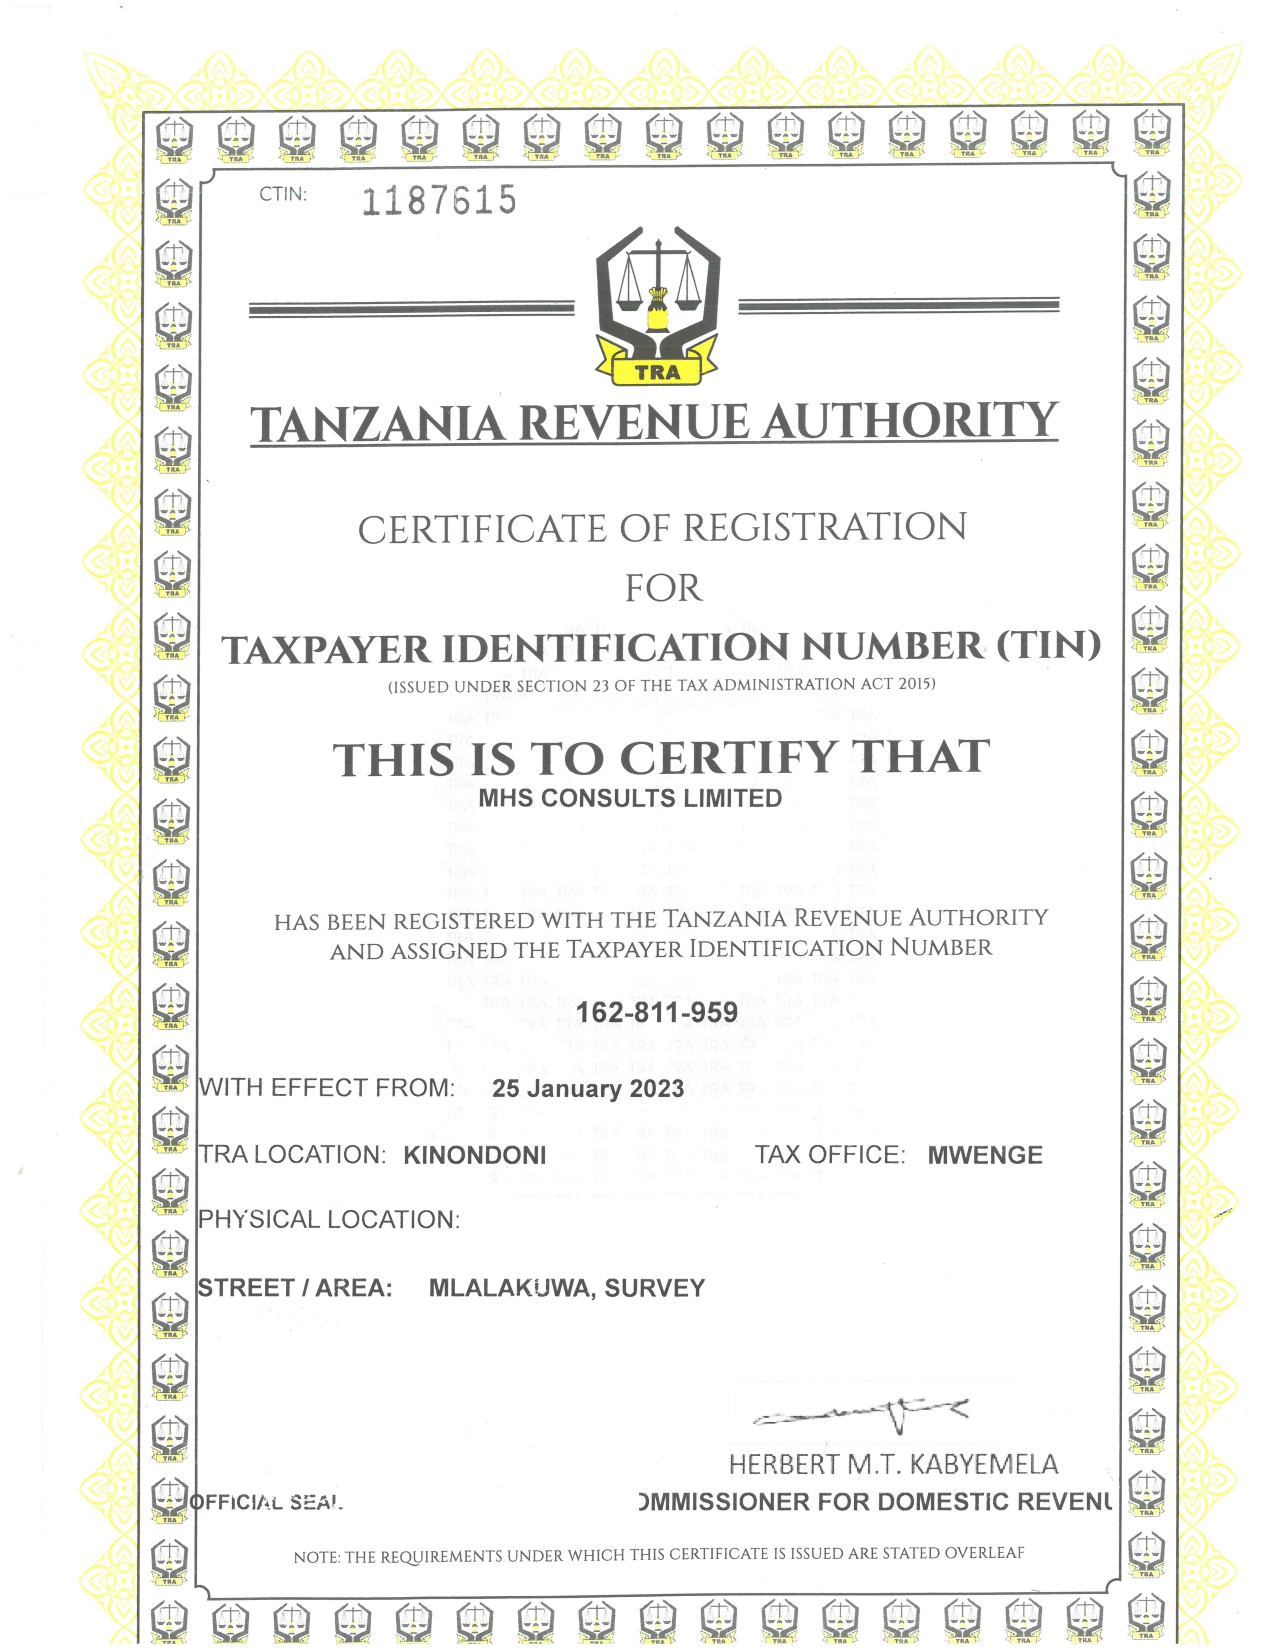 CTIN: 1187615
TRA
TANZANIA REVENUE AUTHORITY
CERTIFICATE OF REGISTRATION
FOR
TAXPAYER IDENTIFICATION NUMBER (TIN)
(ISSUED UNDER SECTION 23 OF THE TAX ADMINISTRATION ACT 2015)
THIS IS TO CERTIFY THAT
MHS CONSULTS LIMITED
HAS BEEN REGISTERED WITH THE TANZANIA REVENUE AUTHORITY
AND ASSIGNED THE TAXPAYER IDENTIFICATION NUMBER
162-811-959
WITH EFFECT FROM: 25 January 2023
TRA LOCATION: KINONDONI TAX OFFICE: MWENGE
PHYSICAL LOCATION:
STREET / AREA: MLALAKUWA, SURVEY
HERBERT M.T. KABYEMELA
OFFICIAL SEAL OMMISSIONER FOR DOMESTIC REVENU
NOTE: THE REQUIREMENTS UNDER WHICH THIS CERTIFICATE IS ISSUED ARE STATED OVERLEAF